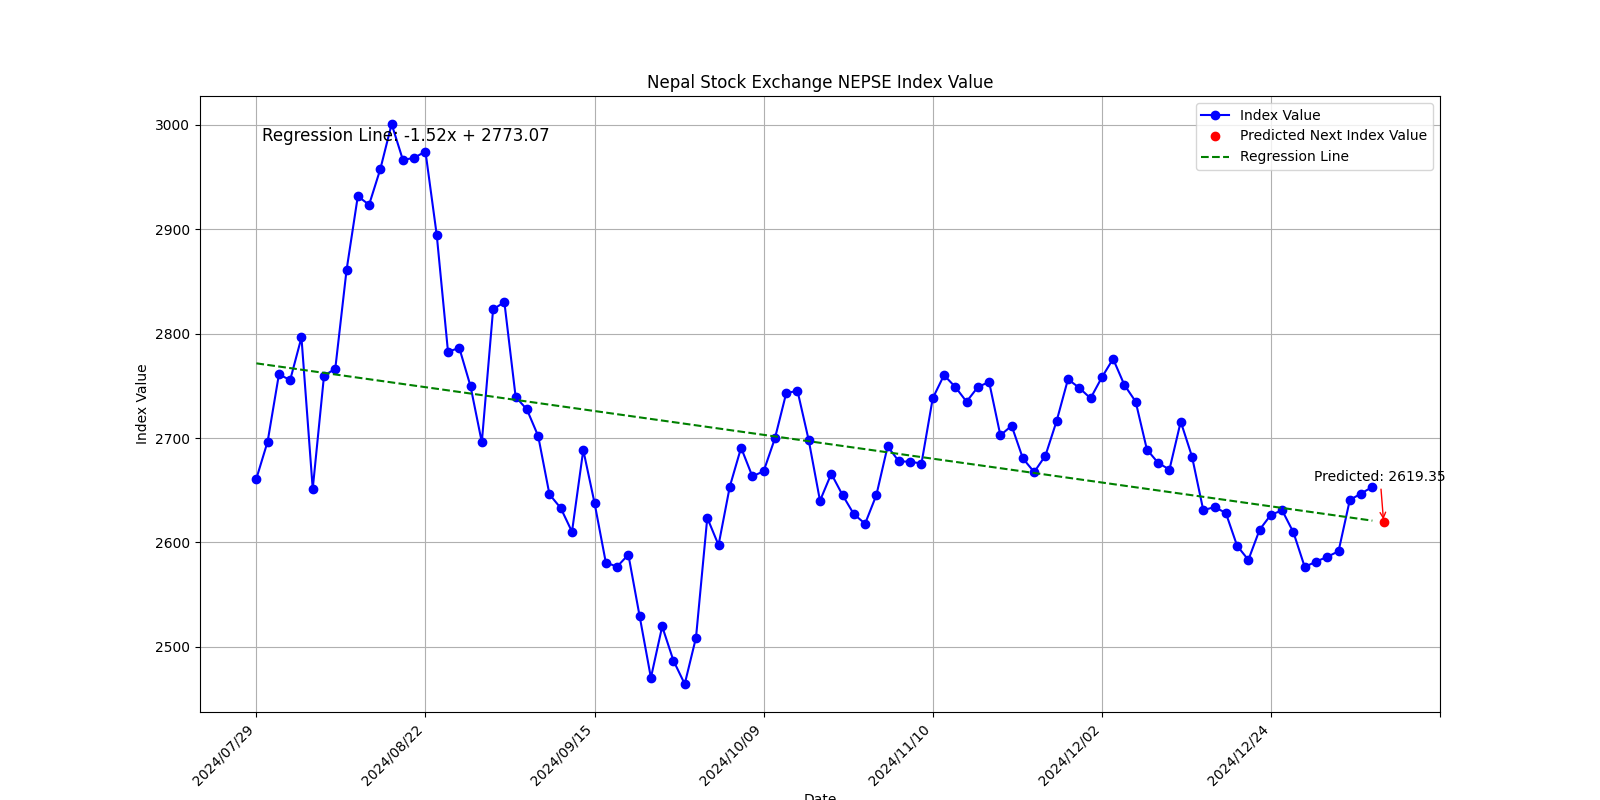 Nepal Stock Exchange NEPSE Index Value
3000
2900
2800
2700
2600
2500
Index Value
Regression Line: -1.52x + 2773.07
Index Value
Predicted Next Index Value
Regression Line
Predicted: 2619.35
2024/07/29
2024/08/22
2024/09/15
2024/10/09
2024/11/10
2024/12/02
2024/12/24
Date